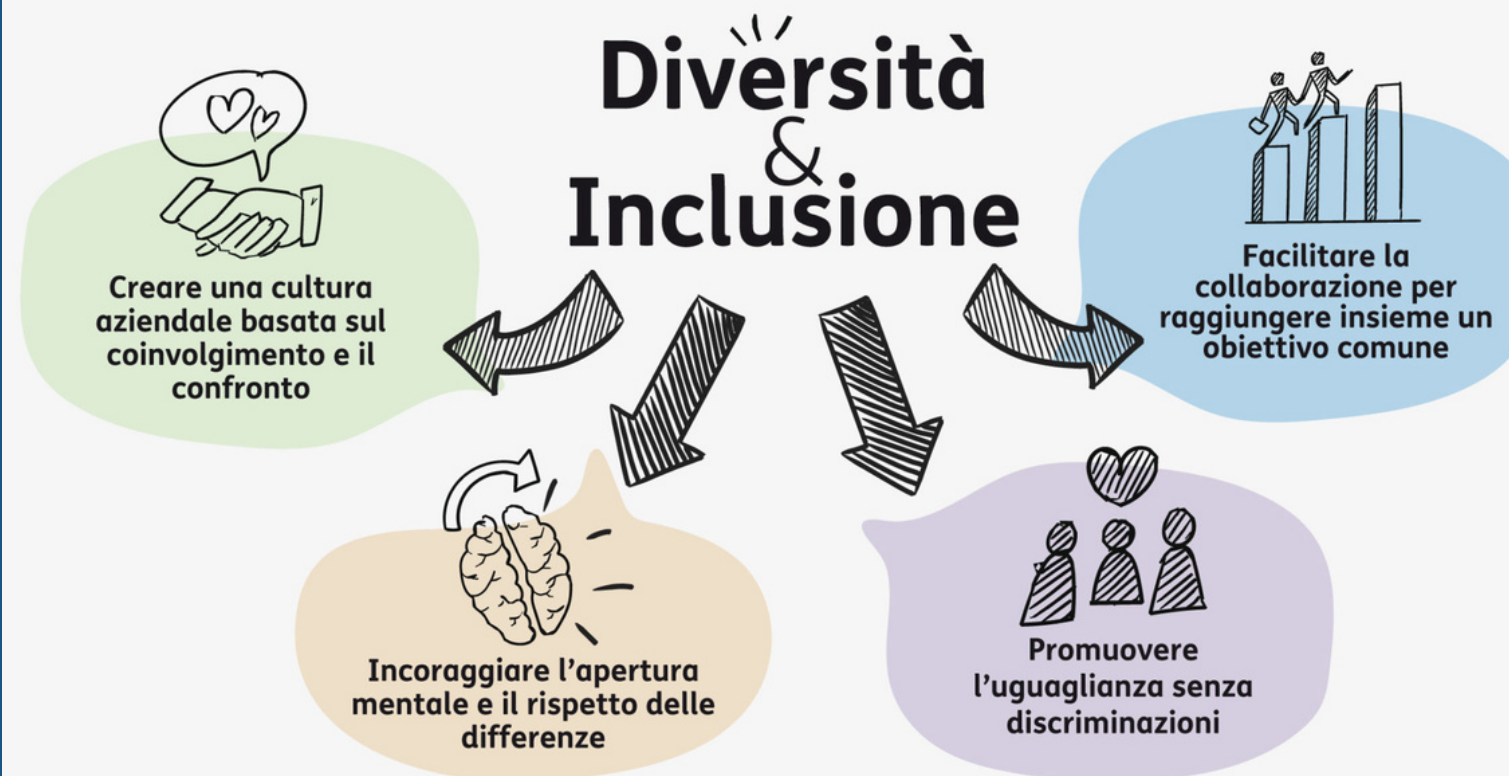 Diversità
&
Inclusione
Creare una cultura
aziendale basata sul
coinvolgimento e il
confronto
Incoraggiare l’apertura
mentale e il rispetto delle
differenze
Promuovere
l’uguaglianza senza
discriminazioni
Facilitare la
collaborazione per
raggiungere insieme un
obiettivo comune